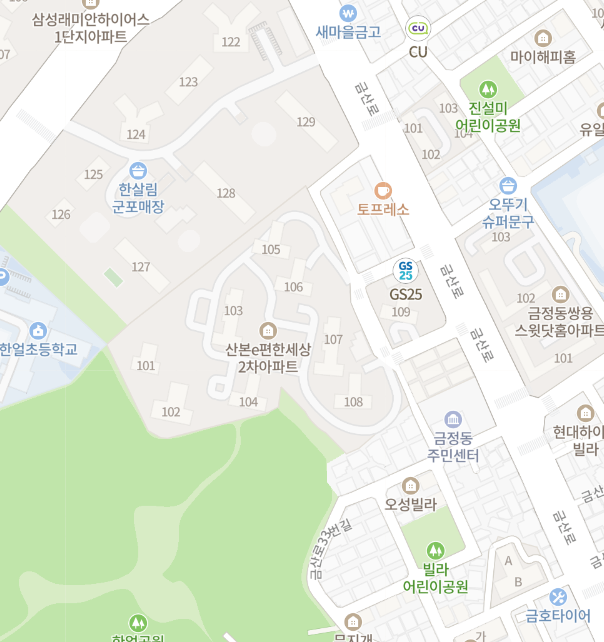 삼성래미안하이어스
1단지아파트
새마을금고
CU
CU
마이해피홈
122
123
124
129
금산로
진설미
어린이공원
103
101
104
102
125
한살림
군포매장
128
126
127
토프레소
오뚜기
슈퍼문구
103
102
금정동쌍용
스윗닷홈아파트
101
GS
25
GS25
금산로
금산로
105
106
103
107
109
산본e편한세상
2차아파트
한얼초등학교
101
102
104
108
금정동
주민센터
현대하이
빌라
오성빌라
금산로33번길
빌라
어린이공원
금산로
A
B
금호타이어
한얼공원